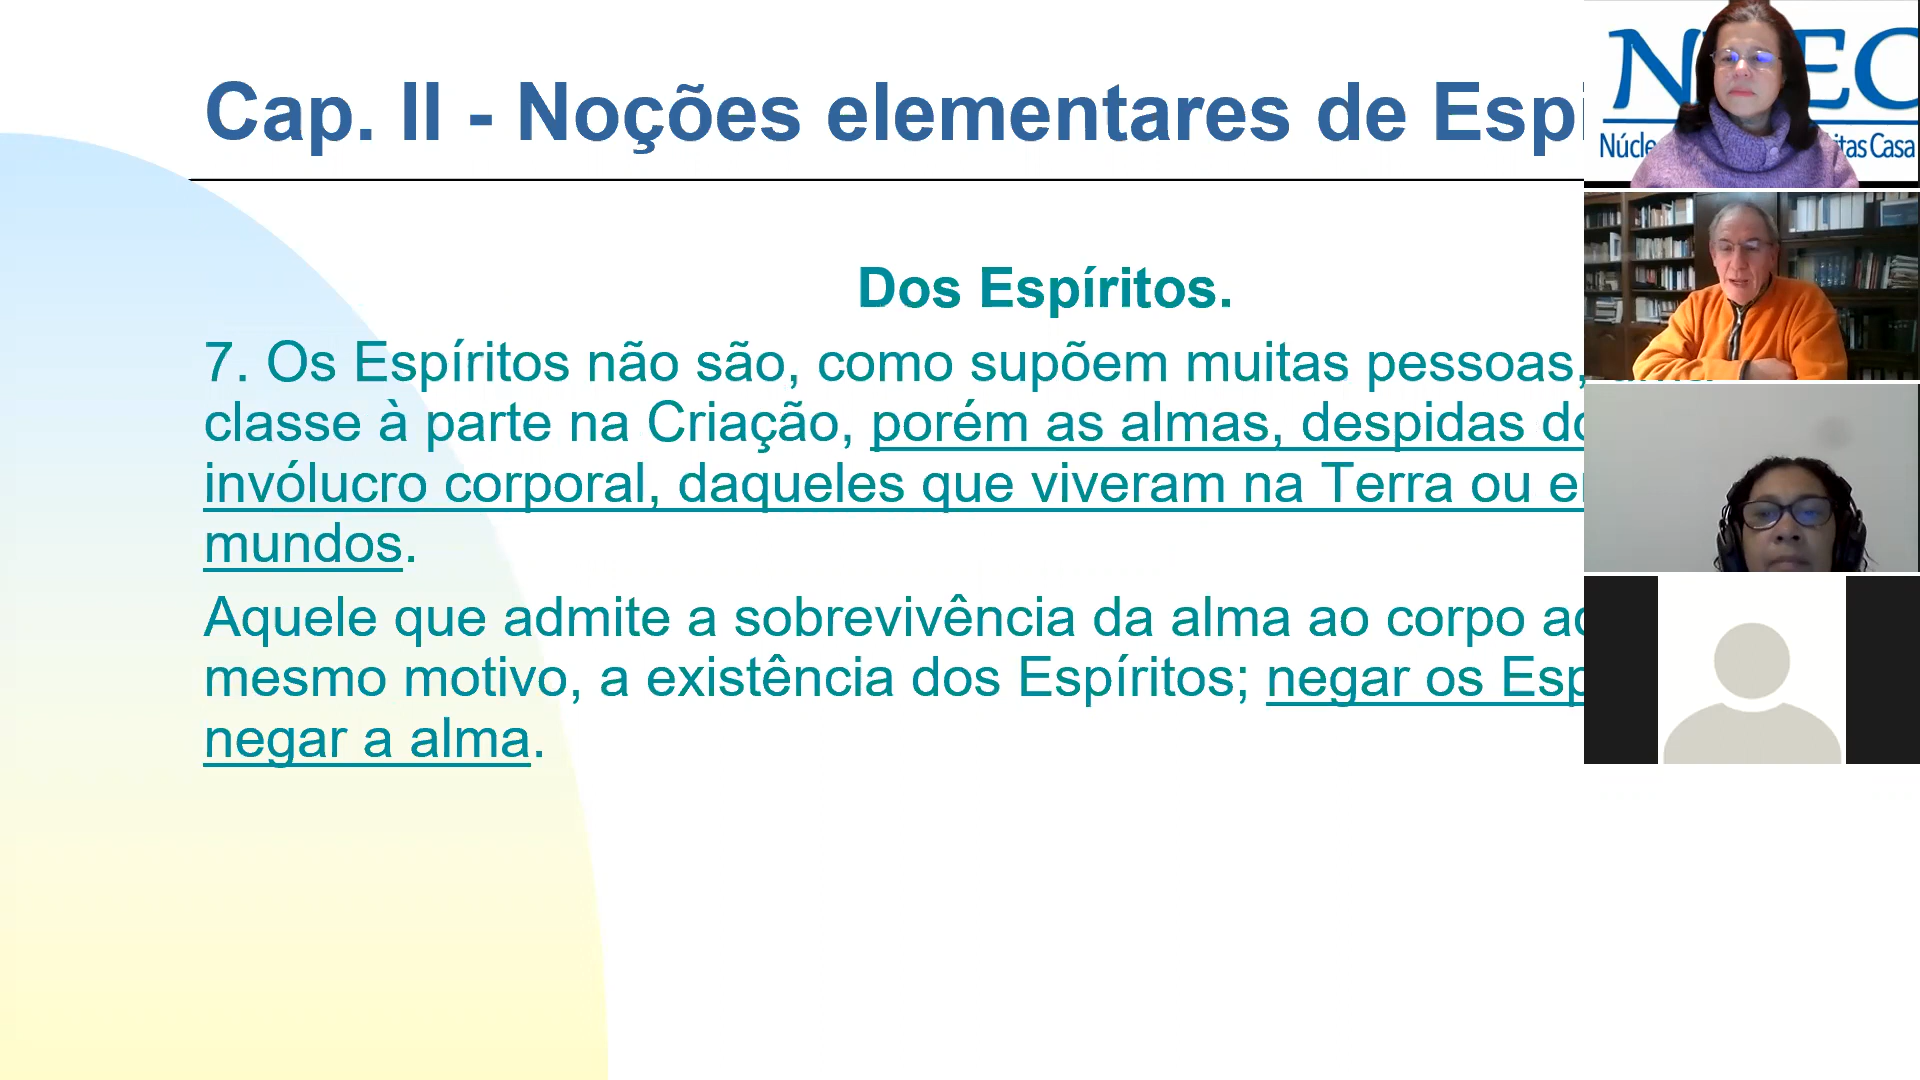 Cap. II - Noções elementares de Espi
Dos Espíritos.
7. Os Espíritos não são, como supõem muitas pessoas,
classe à parte na Criação, porém as almas, despidas do
invólucro corporal, daqueles que viveram na Terra ou
mundos.
Aquele que admite a sobrevivência da alma ao corpo
mesmo motivo, a existência dos Espíritos; negar os Esp
negar a alma.
itas Casa